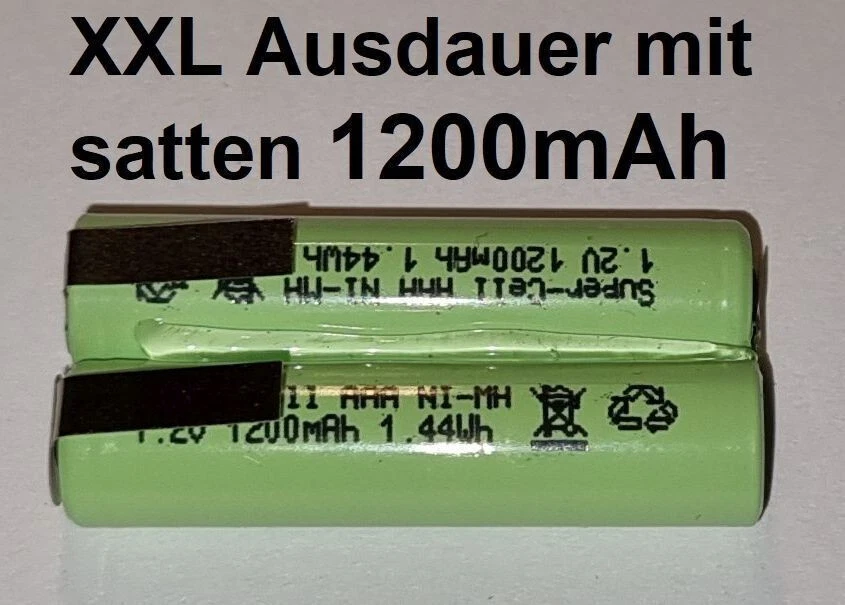 XXL Ausdauer mit
satten 1200mAh
1.2V 1200mAh 1.44Wh
Super-Cell AAA Ni-MH
ll AAA NI-MH
1.2V 1200mAh 1.44Wh